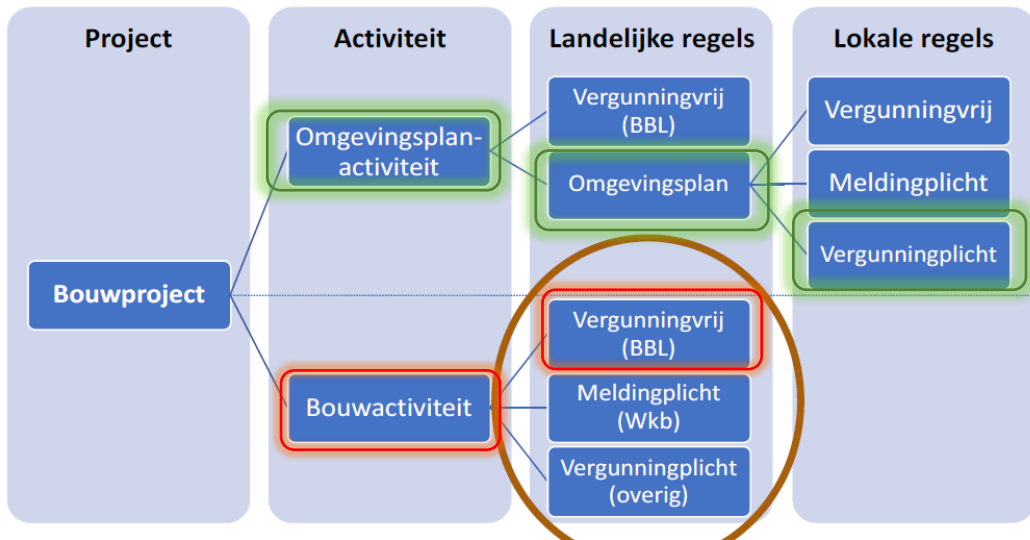 Project
Activiteit
Landelijke regels
Lokale regels
Bouwproject
Omgevingsplan-
activiteit
Bouwactiviteit
Vergunningvrij
(BBL)
Omgevingsplan
Vergunningvrij
(BBL)
Meldingplicht
(Wkb)
Vergunningplicht
(overig)
Vergunningvrij
Meldingplicht
Vergunningplicht